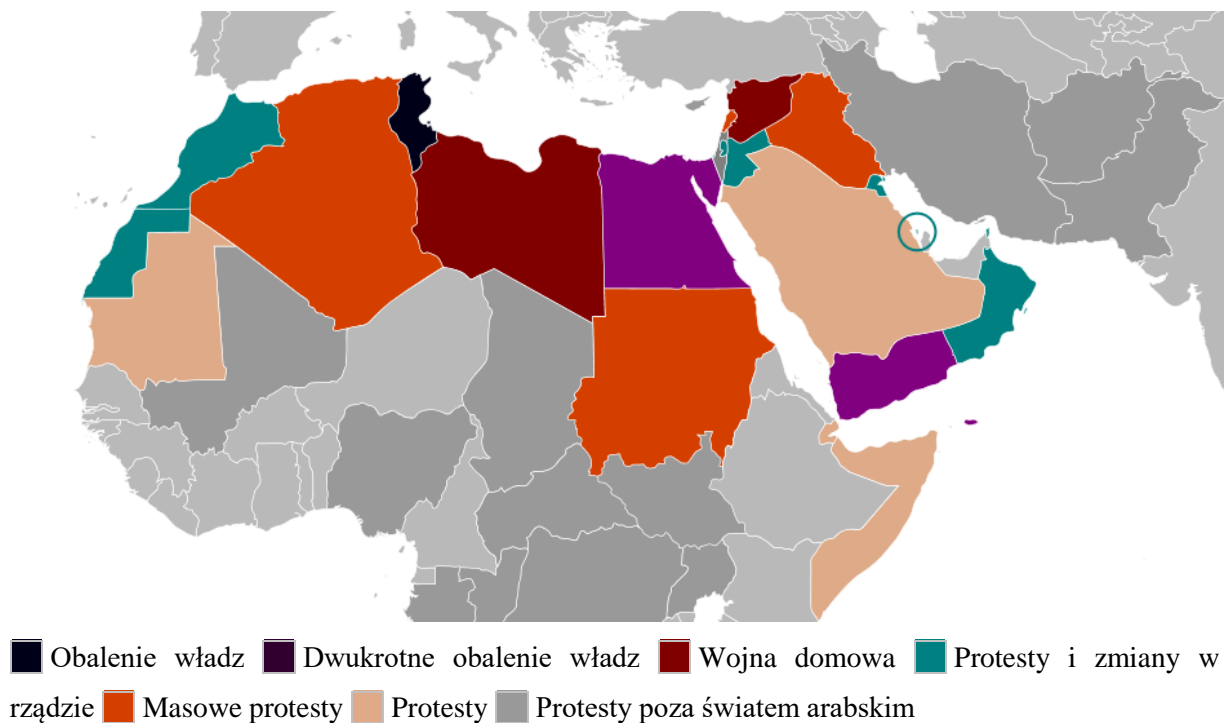 Obalenie władz Dwukrotne obalenie władz Wojna domowa Protesty i zmiany w
rządzie Masowe protesty Protesty Protesty poza światem arabskim